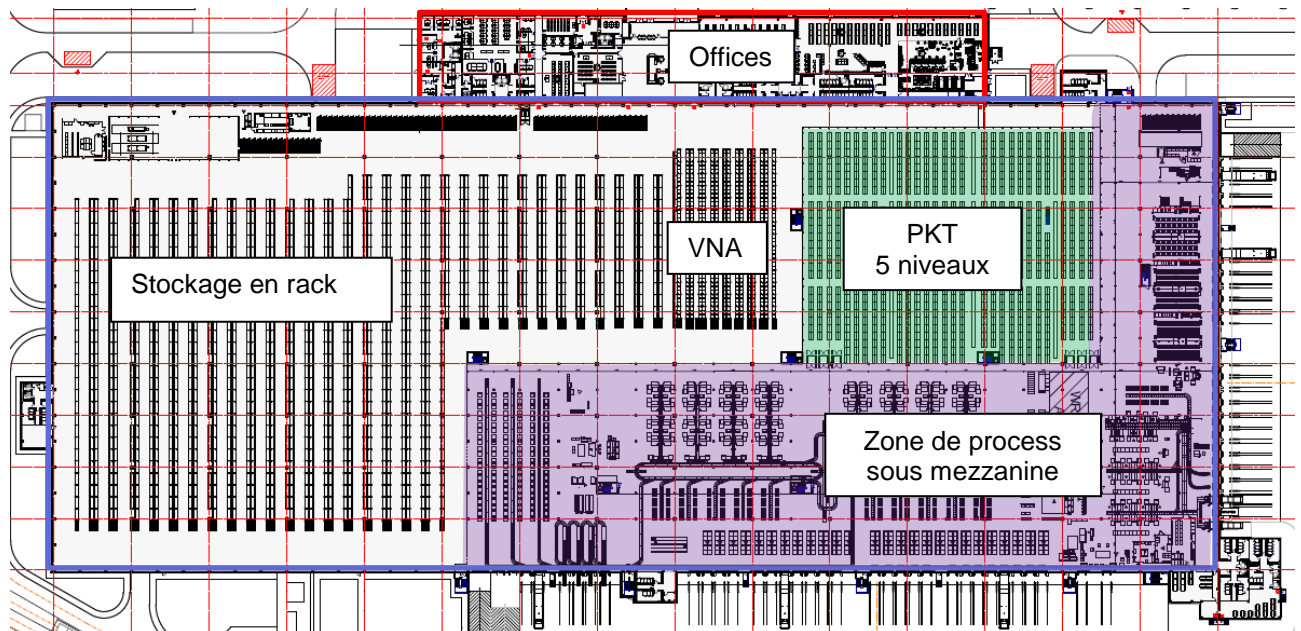 Offices
VNA
PKT
5 niveaux
Stockage en rack
Zone de process
sous mezzanine